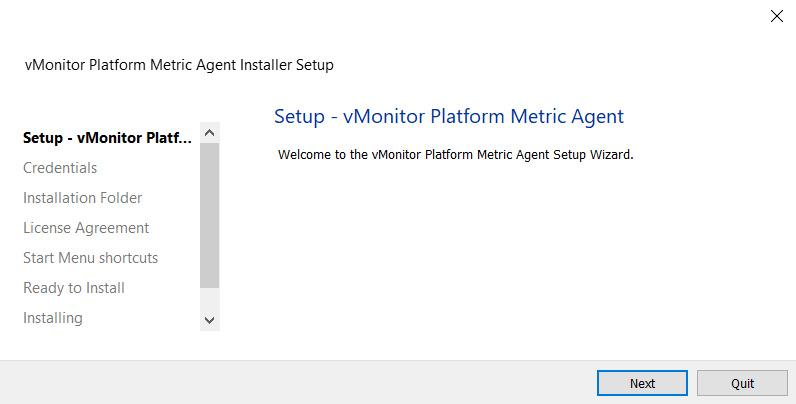 vMonitor Platform Metric Agent Installer Setup
Setup - vMonitor Platf...
Credentials
Installation Folder
License Agreement
Start Menu shortcuts
Ready to Install
Installing
Setup - vMonitor Platform Metric Agent
Welcome to the vMonitor Platform Metric Agent Setup Wizard.
Next
Quit